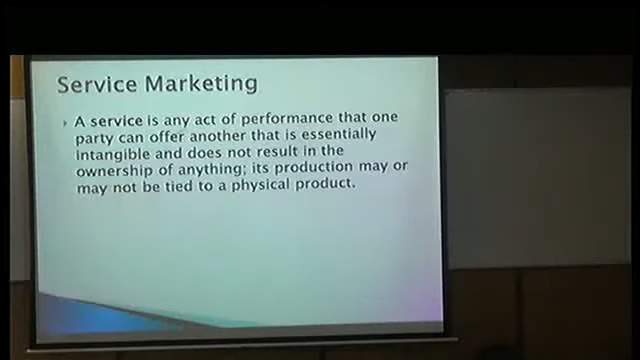 Service Marketing
A service is any act of performance that one
party can offer another that is essentially
intangible and does not result in the
ownership of anything; its production may or
may not be tied to a physical product.